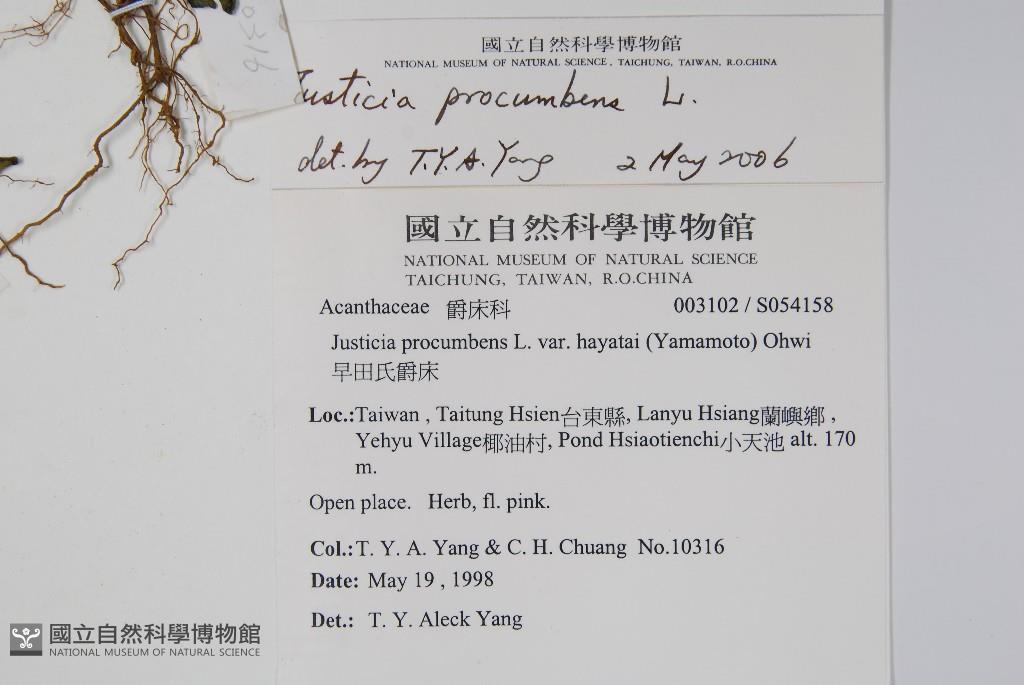 國立自然科學博物館
NATIONAL MUSEUM OF NATURAL SCIENCE, TAICHUNG, TAIWAN, R.O.CHINA
Justicia procumbens L.
det. by T.Y.A. Yang 2 May 2006
國立自然科學博物館
NATIONAL MUSEUM OF NATURAL SCIENCE
TAICHUNG, TAIWAN, R.O.CHINA
Acanthaceae 爵床科 003102 / S054158
Justicia procumbens L. var. hayatai (Yamamoto) Ohwi
早田氏爵床
Loc.:Taiwan , Taitung Hsien台東縣, Lanyu Hsiang蘭嶼鄉 ,
Yehyu Village椰油村, Pond Hsiaotienchi小天池 alt. 170
m.
Open place. Herb, fl. pink.
Col.:T. Y. A. Yang & C. H. Chuang No.10316
Date: May 19 , 1998
Det.: T. Y. Aleck Yang
國立自然科學博物館
NATIONAL MUSEUM OF NATURAL SCIENCE